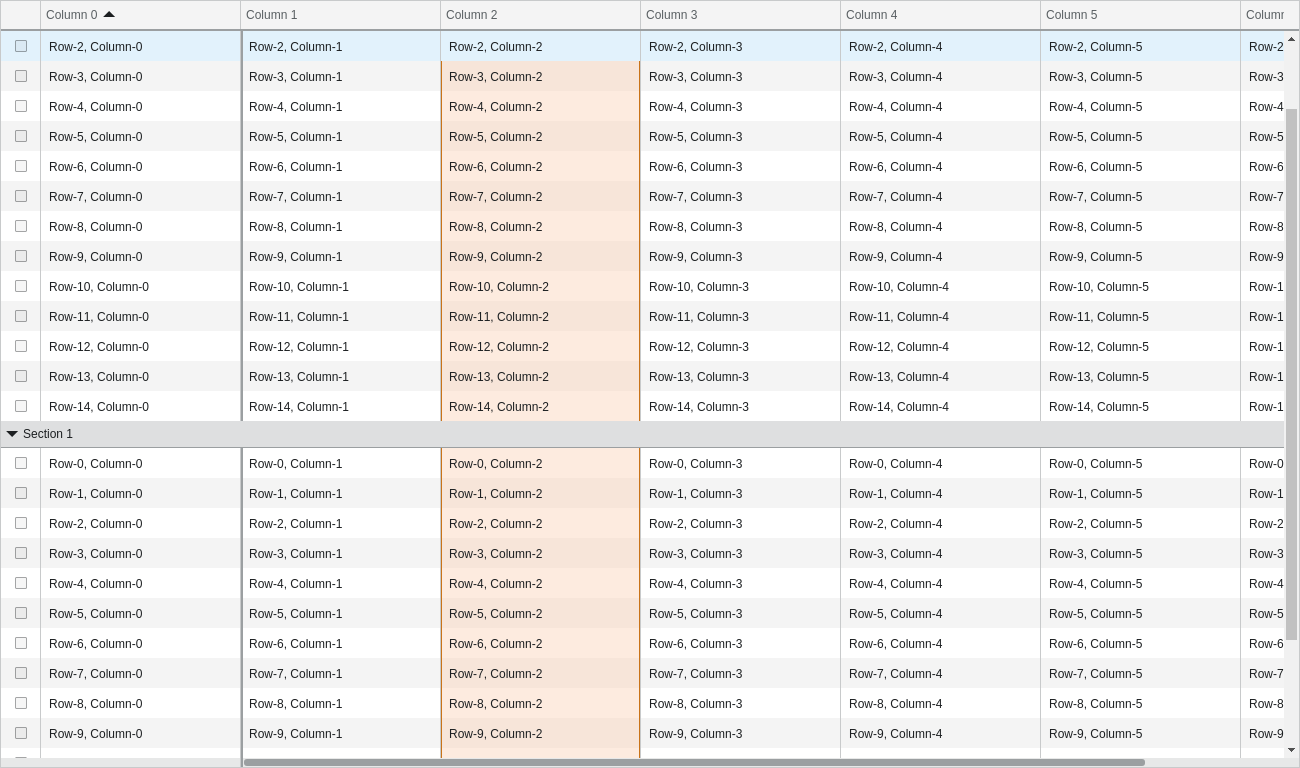 Column 0 Column 1 Column 2 Column 3 Column 4 Column 5
Row-2, Column-0 Row-2, Column-1 Row-2, Column-2 Row-2, Column-3 Row-2, Column-4 Row-2, Column-5 Row-2
Row-3, Column-0 Row-3, Column-1 Row-3, Column-2 Row-3, Column-3 Row-3, Column-4 Row-3, Column-5 Row-3
Row-4, Column-0 Row-4, Column-1 Row-4, Column-2 Row-4, Column-3 Row-4, Column-4 Row-4, Column-5 Row-4
Row-5, Column-0 Row-5, Column-1 Row-5, Column-2 Row-5, Column-3 Row-5, Column-4 Row-5, Column-5 Row-5
Row-6, Column-0 Row-6, Column-1 Row-6, Column-2 Row-6, Column-3 Row-6, Column-4 Row-6, Column-5 Row-6
Row-7, Column-0 Row-7, Column-1 Row-7, Column-2 Row-7, Column-3 Row-7, Column-4 Row-7, Column-5 Row-7
Row-8, Column-0 Row-8, Column-1 Row-8, Column-2 Row-8, Column-3 Row-8, Column-4 Row-8, Column-5 Row-8
Row-9, Column-0 Row-9, Column-1 Row-9, Column-2 Row-9, Column-3 Row-9, Column-4 Row-9, Column-5 Row-9
Row-10, Column-0 Row-10, Column-1 Row-10, Column-2 Row-10, Column-3 Row-10, Column-4 Row-10, Column-5 Row-1
Row-11, Column-0 Row-11, Column-1 Row-11, Column-2 Row-11, Column-3 Row-11, Column-4 Row-11, Column-5 Row-1
Row-12, Column-0 Row-12, Column-1 Row-12, Column-2 Row-12, Column-3 Row-12, Column-4 Row-12, Column-5 Row-1
Row-13, Column-0 Row-13, Column-1 Row-13, Column-2 Row-13, Column-3 Row-13, Column-4 Row-13, Column-5 Row-1
Row-14, Column-0 Row-14, Column-1 Row-14, Column-2 Row-14, Column-3 Row-14, Column-4 Row-14, Column-5 Row-1
Section 1
Row-0, Column-0 Row-0, Column-1 Row-0, Column-2 Row-0, Column-3 Row-0, Column-4 Row-0, Column-5 Row-0
Row-1, Column-0 Row-1, Column-1 Row-1, Column-2 Row-1, Column-3 Row-1, Column-4 Row-1, Column-5 Row-1
Row-2, Column-0 Row-2, Column-1 Row-2, Column-2 Row-2, Column-3 Row-2, Column-4 Row-2, Column-5 Row-2
Row-3, Column-0 Row-3, Column-1 Row-3, Column-2 Row-3, Column-3 Row-3, Column-4 Row-3, Column-5 Row-3
Row-4, Column-0 Row-4, Column-1 Row-4, Column-2 Row-4, Column-3 Row-4, Column-4 Row-4, Column-5 Row-4
Row-5, Column-0 Row-5, Column-1 Row-5, Column-2 Row-5, Column-3 Row-5, Column-4 Row-5, Column-5 Row-5
Row-6, Column-0 Row-6, Column-1 Row-6, Column-2 Row-6, Column-3 Row-6, Column-4 Row-6, Column-5 Row-6
Row-7, Column-0 Row-7, Column-1 Row-7, Column-2 Row-7, Column-3 Row-7, Column-4 Row-7, Column-5 Row-7
Row-8, Column-0 Row-8, Column-1 Row-8, Column-2 Row-8, Column-3 Row-8, Column-4 Row-8, Column-5 Row-8
Row-9, Column-0 Row-9, Column-1 Row-9, Column-2 Row-9, Column-3 Row-9, Column-4 Row-9, Column-5 Row-9